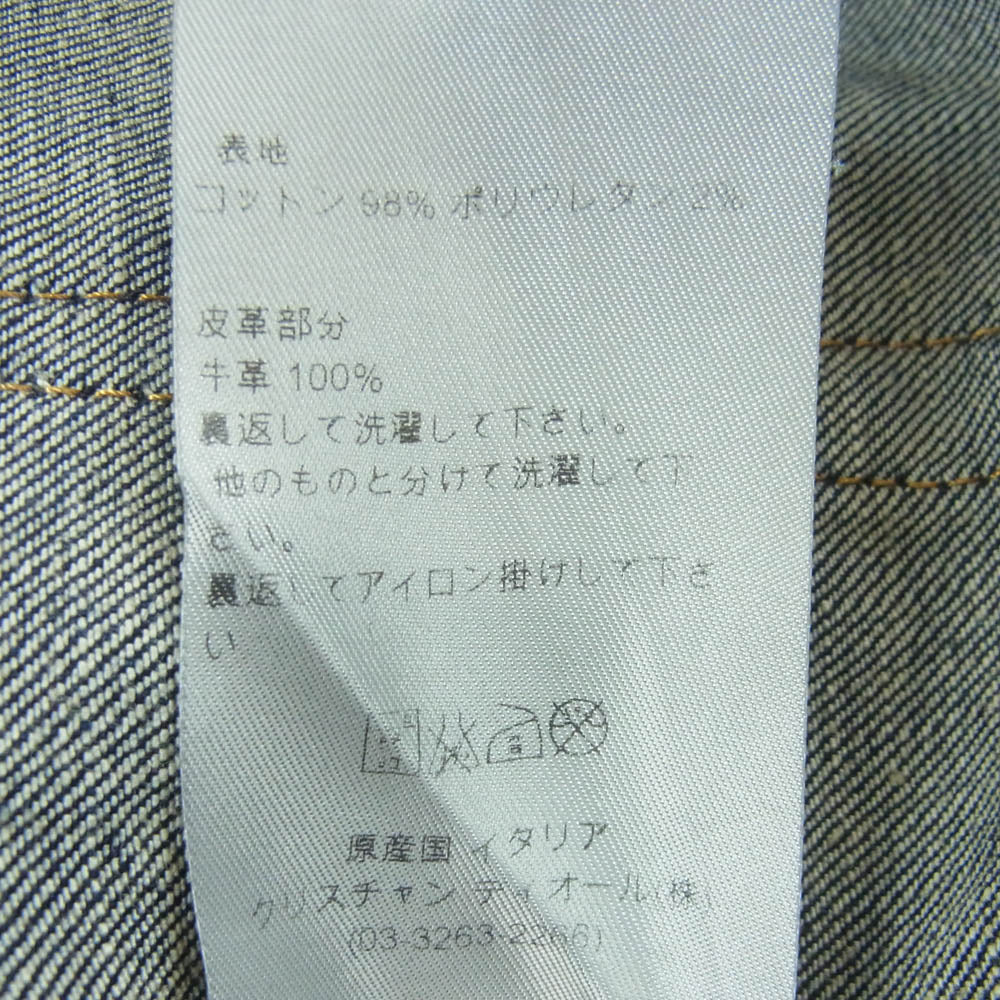 表地
コットン 98% ポリウレタン 2%
皮革部分
牛革 100%
裏返して洗濯して下さい。
他のものと分けて洗濯して下
さい。
裏返してアイロン掛けして下さ
い
原産国 イタリア
クリスチャン ディオール(株)
(03-3263-2266)